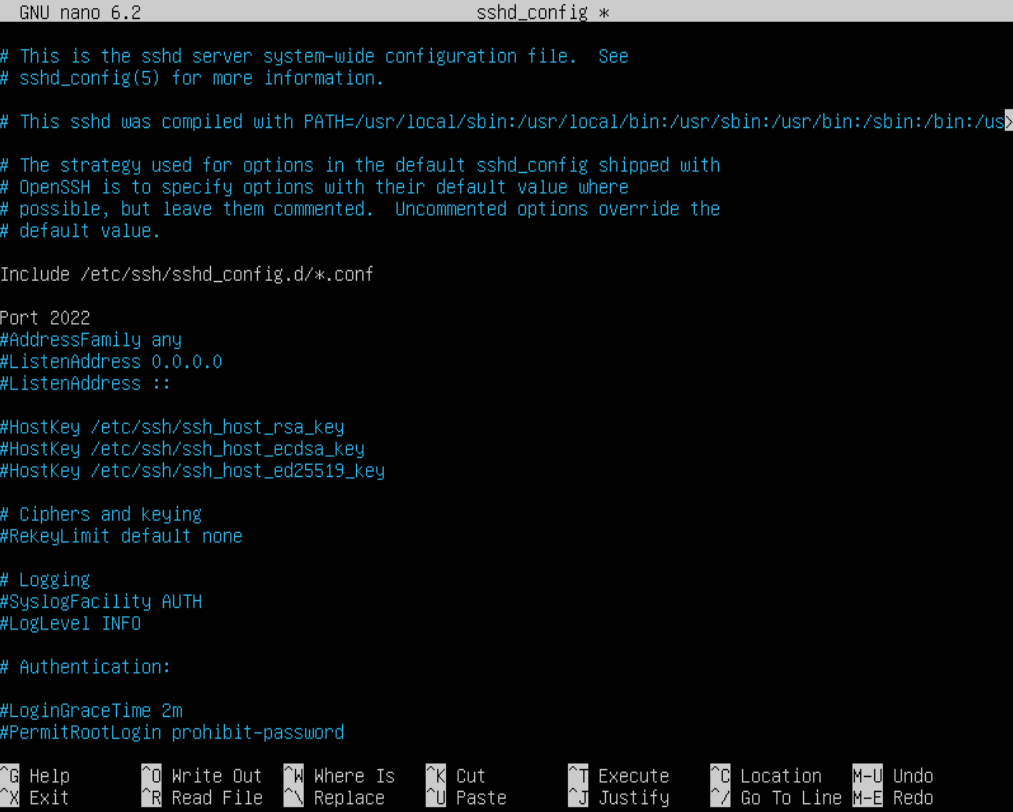 GNU nano 6.2 sshd_config *
# This is the sshd server system-wide configuration file.  See
# sshd_config(5) for more information.
# This sshd was compiled with PATH=/usr/local/sbin:/usr/local/bin:/usr/sbin:/usr/bin:/sbin:/bin:/us>
# The strategy used for options in the default sshd_config shipped with
# OpenSSH is to specify options with their default value where
# possible, but leave them commented.  Uncommented options override the
# default value.
Include /etc/ssh/sshd_config.d/*.conf
Port 2022
#AddressFamily any
#ListenAddress 0.0.0.0
#ListenAddress ::
#HostKey /etc/ssh/ssh_host_rsa_key
#HostKey /etc/ssh/ssh_host_ecdsa_key
#HostKey /etc/ssh/ssh_host_ed25519_key
# Ciphers and keying
#RekeyLimit default none
# Logging
#SyslogFacility AUTH
#LogLevel INFO
# Authentication:
#LoginGraceTime 2m
#PermitRootLogin prohibit-password
^G Help ^O Write Out ^W Where Is ^K Cut ^T Execute ^C Location M-U Undo
^X Exit ^R Read File ^\ Replace ^U Paste ^J Justify ^/ Go To Line M-E Redo